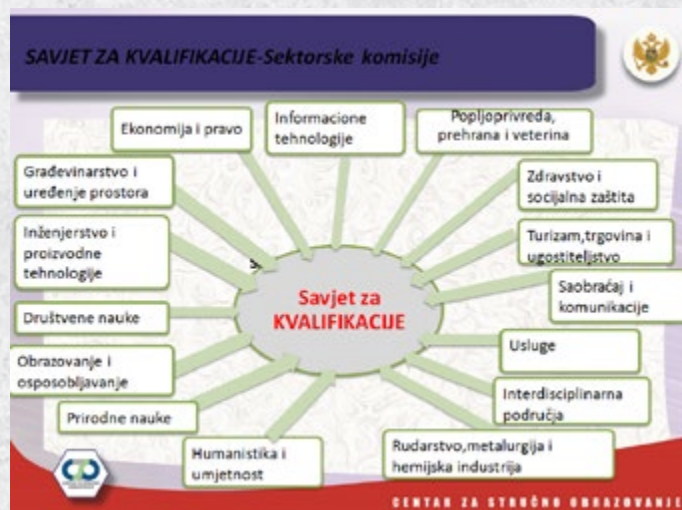 SAVJET ZA KVALIFIKACIJE-Sektorske komisije
Ekonomija i pravo
Informacione
tehnologije
Popljoprivreda,
prehrana i veterina
Građevinarstvo i
uređenje prostora
Zdravstvo i
socijalna zaštita
Inženjerstvo i
proizvodne
tehnologije
Turizam,trgovina i
ugostiteljstvo
Saobraćaj i
komunikacije
Savjet za
KVALIFIKACIJE
Društvene nauke
Usluge
Obrazovanje i
osposobljavanje
Interdisciplinarna
područja
Prirodne nauke
Humanistika i
umjetnost
Rudarstvo,metalurgija i
hemijska industrija
CENTAR ZA STRUČNO OBRAZOVANJE